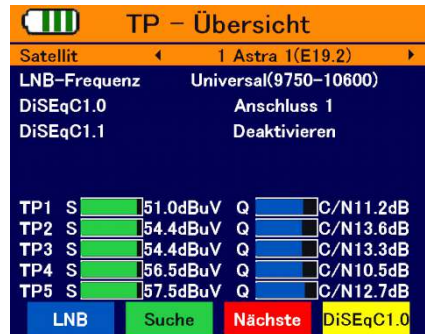 TP - Übersicht
Satellit 1 Astra 1(E19.2)
LNB-Frequenz Universal(9750-10600)
DiSEqC1.0 Anschluss 1
DiSEqC1.1 Deaktivieren
TP1 S 51.0dBuV Q C/N11.2dB
TP2 S 54.4dBuV Q C/N13.6dB
TP3 S 54.4dBuV Q C/N13.3dB
TP4 S 56.5dBuV Q C/N10.5dB
TP5 S 57.5dBuV Q C/N12.7dB
LNB Suche Nächste DiSEqC1.0